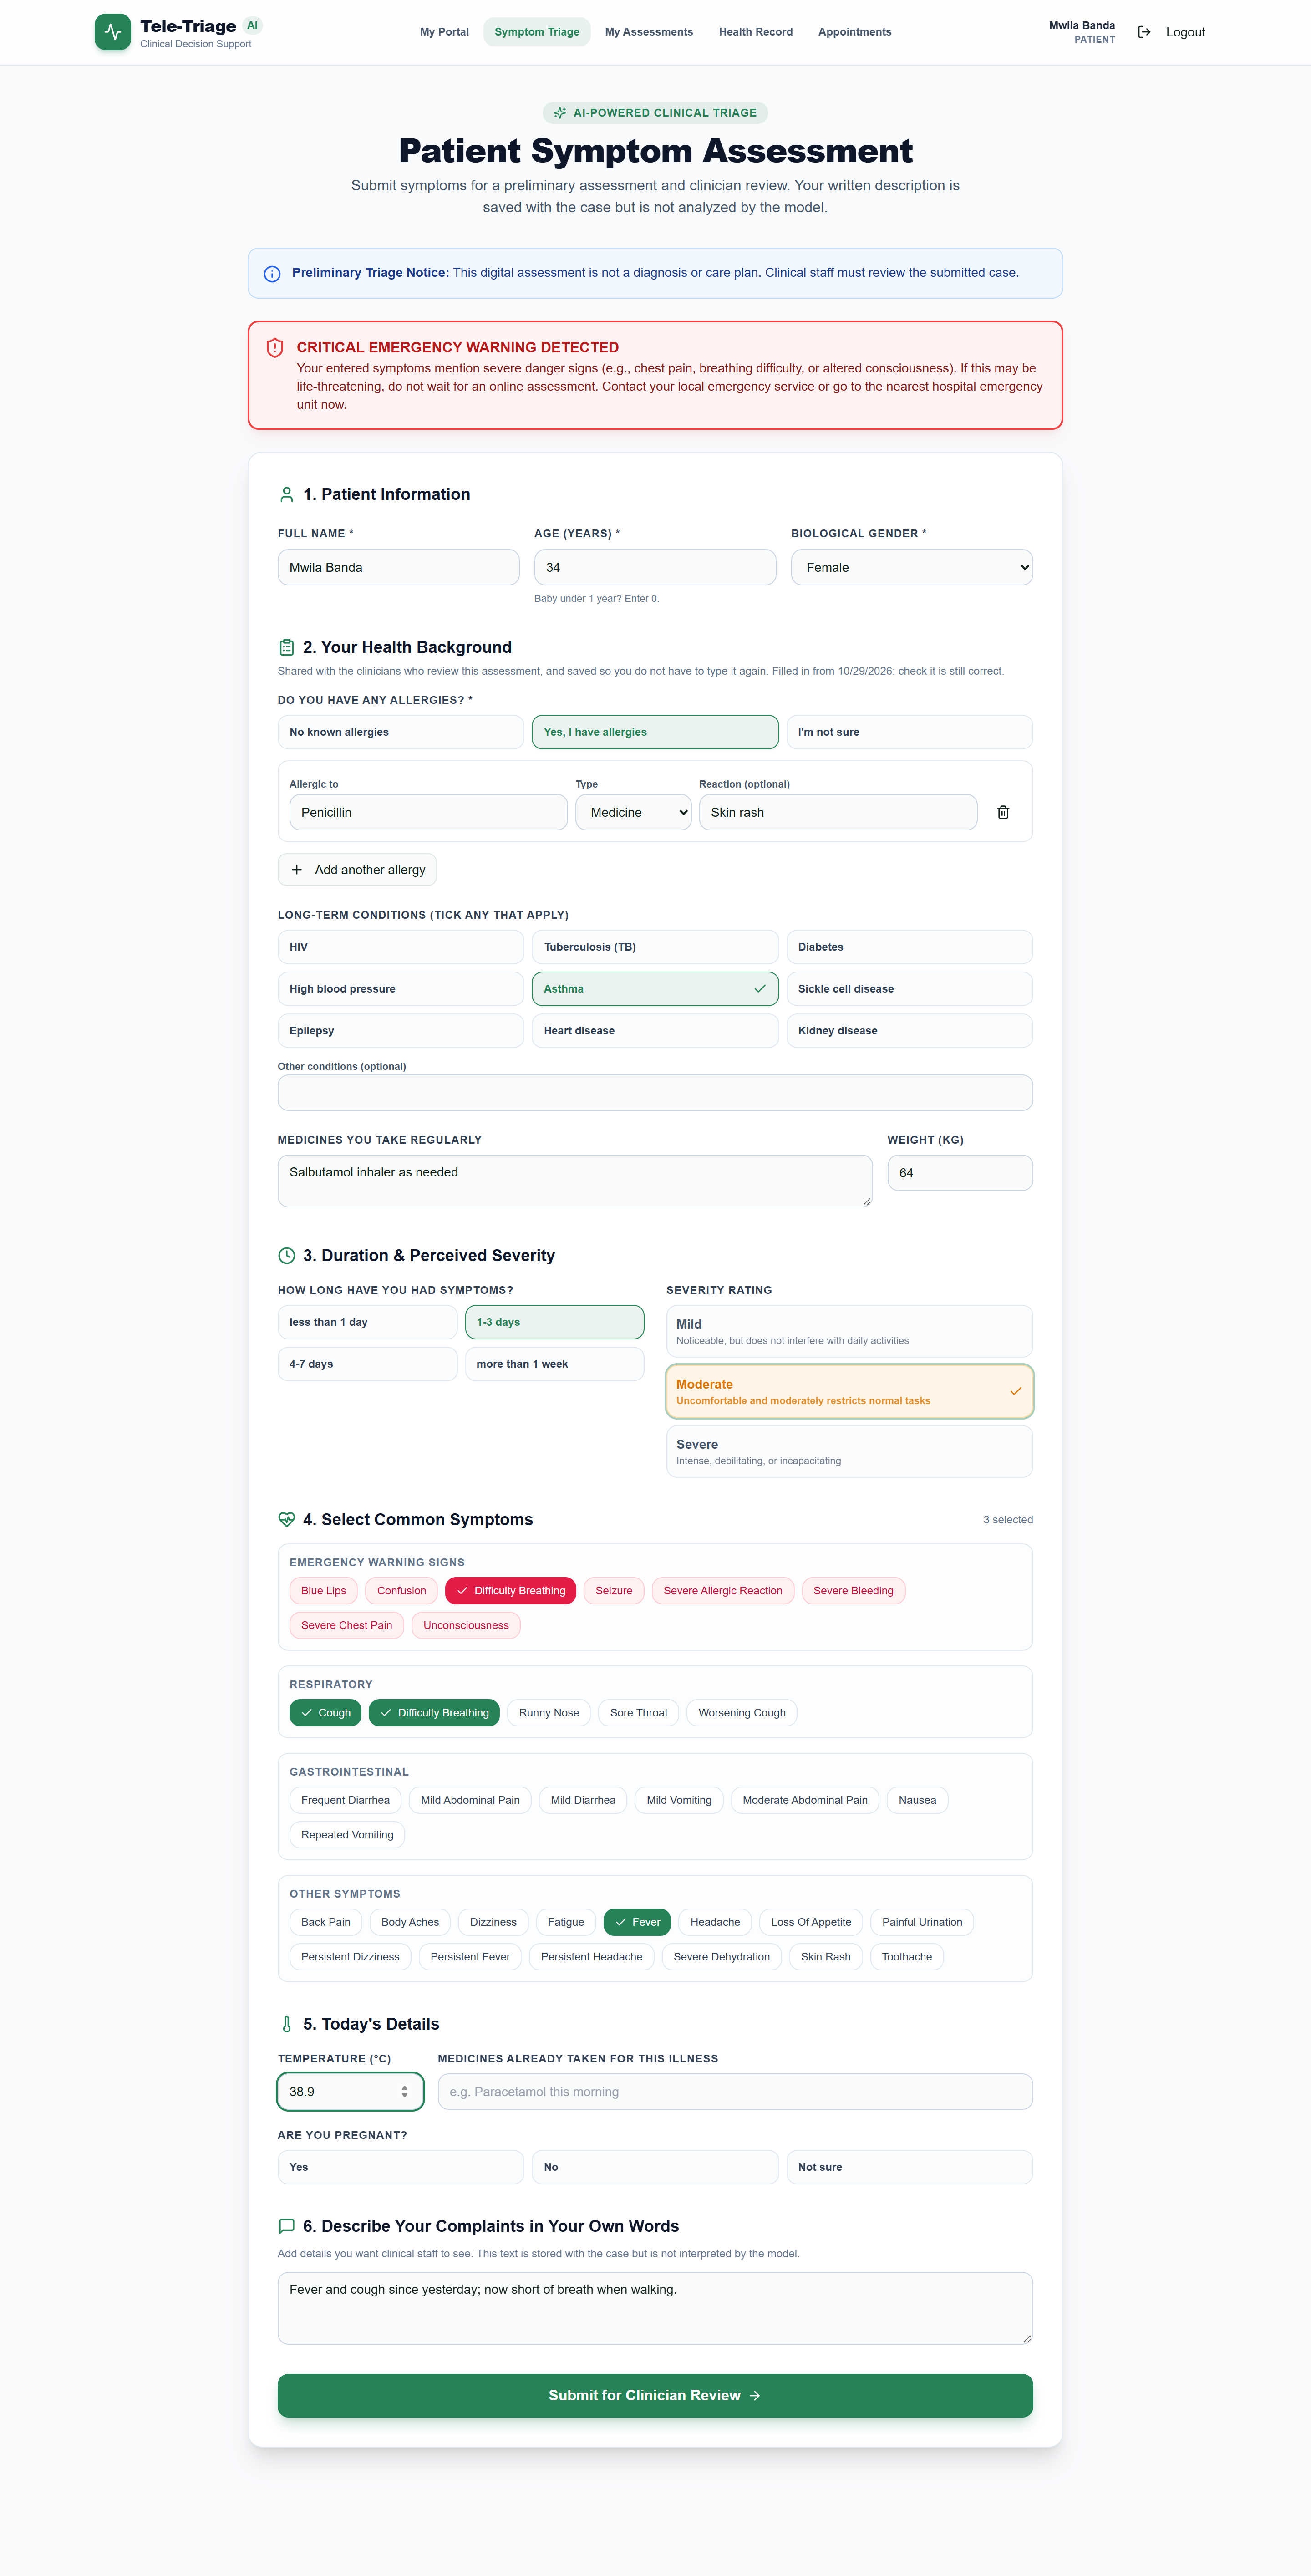 Tele-Triage AI
Clinical Decision Support
My Portal
Symptom Triage
My Assessments
Health Record
Appointments
Mwila Banda
PATIENT
Logout
AI-POWERED CLINICAL TRIAGE
Patient Symptom Assessment
Submit symptoms for a preliminary assessment and clinician review. Your written description is
saved with the case but is not analyzed by the model.
Preliminary Triage Notice: This digital assessment is not a diagnosis or care plan. Clinical staff must review the submitted case.
CRITICAL EMERGENCY WARNING DETECTED
Your entered symptoms mention severe danger signs (e.g., chest pain, breathing difficulty, or altered consciousness). If this may be
life-threatening, do not wait for an online assessment. Contact your local emergency service or go to the nearest hospital emergency
unit now.
1. Patient Information
FULL NAME *
AGE (YEARS) *
BIOLOGICAL GENDER *
Mwila Banda
34
Female
Baby under 1 year? Enter 0.
2. Your Health Background
Shared with the clinicians who review this assessment, and saved so you do not have to type it again. Filled in from 10/29/2026: check it is still correct.
DO YOU HAVE ANY ALLERGIES? *
No known allergies
Yes, I have allergies
I'm not sure
Allergic to
Type
Reaction (optional)
Penicillin
Medicine
Skin rash
Add another allergy
LONG-TERM CONDITIONS (TICK ANY THAT APPLY)
HIV
Tuberculosis (TB)
Diabetes
High blood pressure
Asthma
Sickle cell disease
Epilepsy
Heart disease
Kidney disease
Other conditions (optional)
MEDICINES YOU TAKE REGULARLY
WEIGHT (KG)
Salbutamol inhaler as needed
64
3. Duration & Perceived Severity
HOW LONG HAVE YOU HAD SYMPTOMS?
less than 1 day
1-3 days
4-7 days
more than 1 week
SEVERITY RATING
Mild
Noticeable, but does not interfere with daily activities
Moderate
Uncomfortable and moderately restricts normal tasks
Severe
Intense, debilitating, or incapacitating
4. Select Common Symptoms
3 selected
EMERGENCY WARNING SIGNS
Blue Lips
Confusion
Difficulty Breathing
Seizure
Severe Allergic Reaction
Severe Bleeding
Severe Chest Pain
Unconsciousness
RESPIRATORY
Cough
Difficulty Breathing
Runny Nose
Sore Throat
Worsening Cough
GASTROINTESTINAL
Frequent Diarrhea
Mild Abdominal Pain
Mild Diarrhea
Mild Vomiting
Moderate Abdominal Pain
Nausea
Repeated Vomiting
OTHER SYMPTOMS
Back Pain
Body Aches
Dizziness
Fatigue
Fever
Headache
Loss Of Appetite
Painful Urination
Persistent Dizziness
Persistent Fever
Persistent Headache
Severe Dehydration
Skin Rash
Toothache
5. Today's Details
TEMPERATURE (°C)
MEDICINES ALREADY TAKEN FOR THIS ILLNESS
38.9
e.g. Paracetamol this morning
ARE YOU PREGNANT?
Yes
No
Not sure
6. Describe Your Complaints in Your Own Words
Add details you want clinical staff to see. This text is stored with the case but is not interpreted by the model.
Fever and cough since yesterday; now short of breath when walking.
Submit for Clinician Review